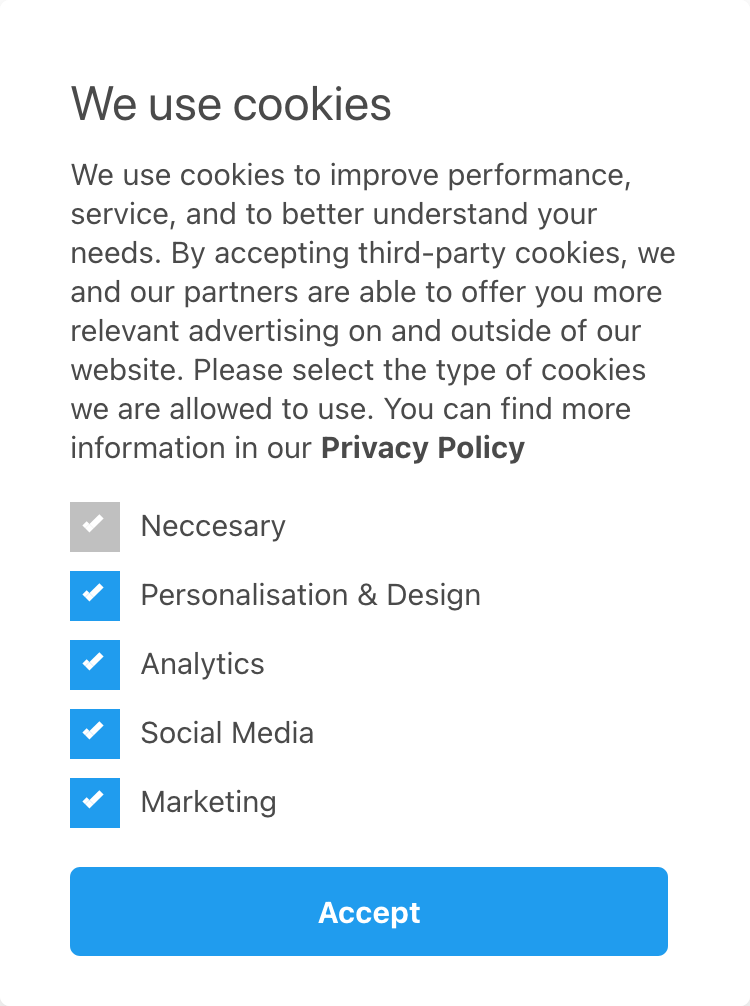 We use cookies
We use cookies to improve performance,
service, and to better understand your
needs. By accepting third-party cookies, we
and our partners are able to offer you more
relevant advertising on and outside of our
website. Please select the type of cookies
we are allowed to use. You can find more
information in our Privacy Policy
Neccesary
Personalisation & Design
Analytics
Social Media
Marketing
Accept